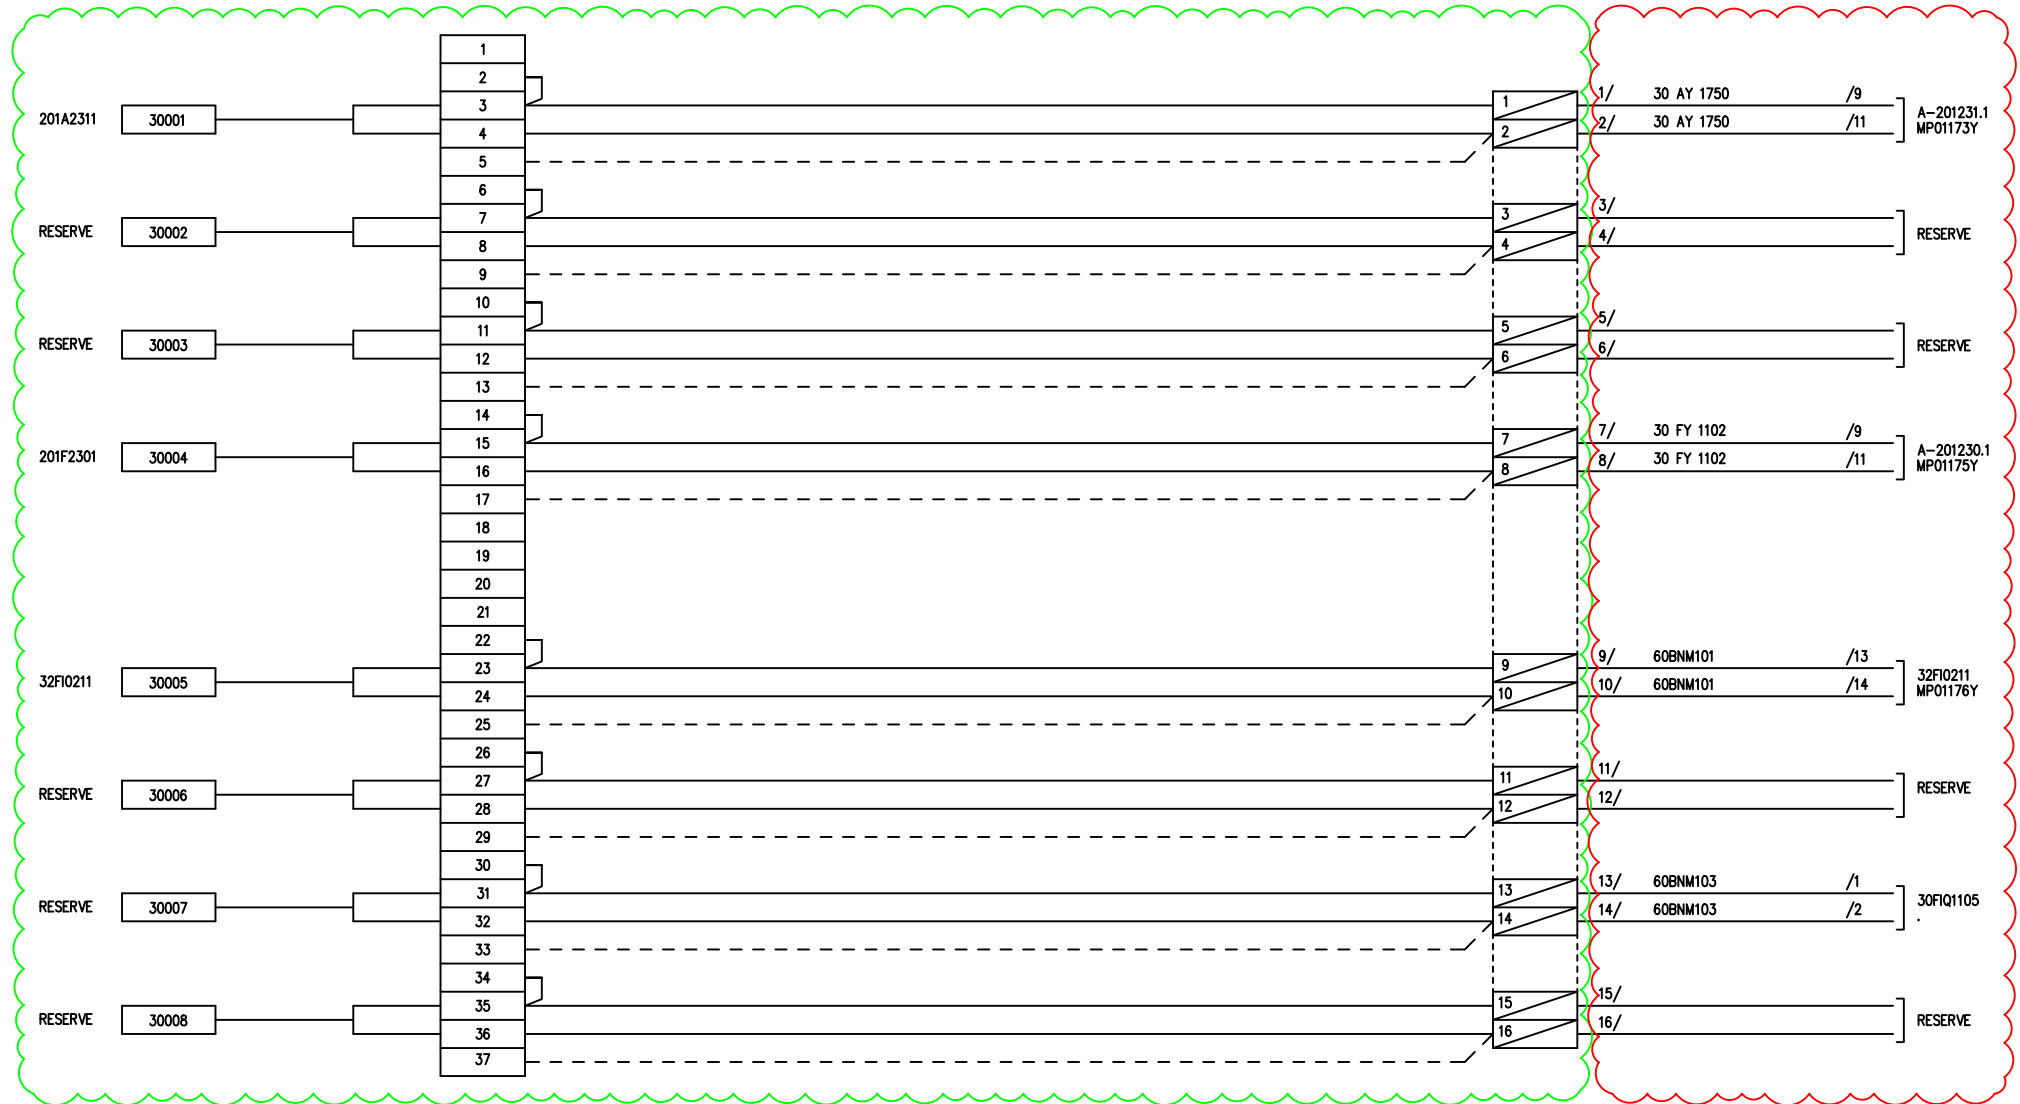 1
2
201A2311 30001 3 1 1/ 30 AY 1750 /9 A-201231.1
4 2 2/ 30 AY 1750 /11 MP01173Y
5
6
RESERVE 30002 7 3 3/ RESERVE
8 4 4/
9
10
RESERVE 30003 11 5 5/ RESERVE
12 6 6/
13
14
201F2301 30004 15 7 7/ 30 FY 1102 /9 A-201230.1
16 8 8/ 30 FY 1102 /11 MP01175Y
17
18
19
20
21
22
32FI0211 30005 23 9 9/ 60BNM101 /13 32FI0211
24 10 10/ 60BNM101 /14 MP01176Y
25
26
RESERVE 30006 27 11 11/ RESERVE
28 12 12/
29
30
RESERVE 30007 31 13 13/ 60BNM103 /1 30FIQ1105
32 14 14/ 60BNM103 /2 .
33
34
RESERVE 30008 35 15 15/ RESERVE
36 16 16/
37